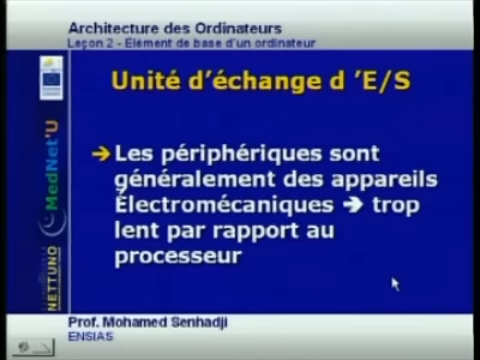 Architecture des Ordinateurs
Leçon 2 - Élément de base d'un ordinateur
Unité d'échange d 'E/S
➔ Les périphériques sont
généralement des appareils
Électromécaniques ➔ trop
lent par rapport au
processeur
MedNet'U
NETTUNO
Prof. Mohamed Senhadji
ENSIAS